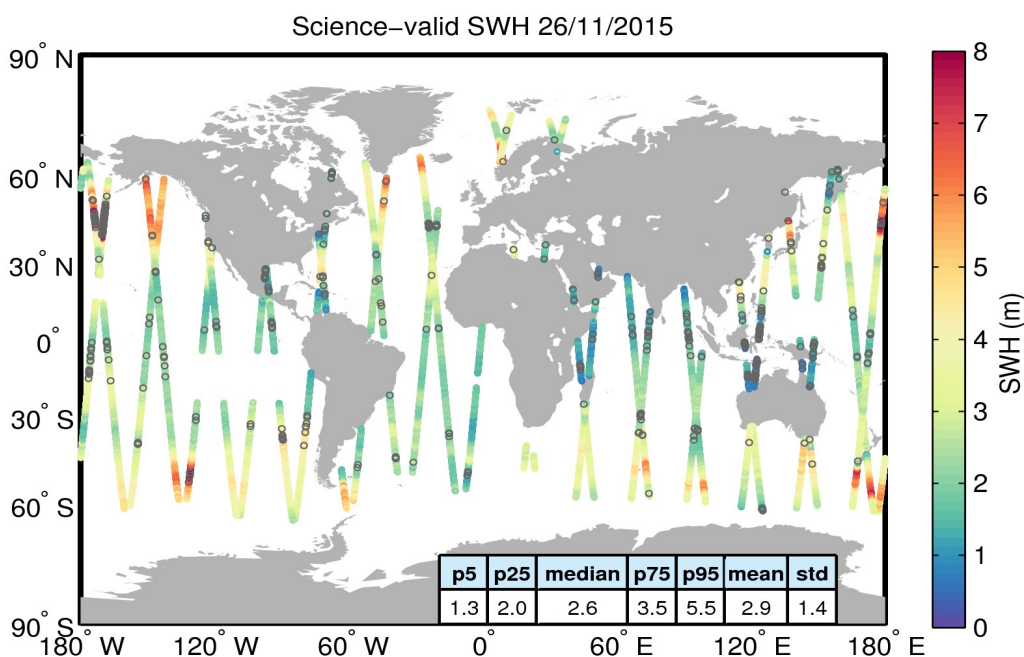 Science−valid SWH 26/11/2015
90° N
60° N
30° N
0°
30° S
60° S
90° S
180° W
120° W
60° W
0°
60° E
120° E
180° E
p5 p25 median p75 p95 mean std
1.3 2.0 2.6 3.5 5.5 2.9 1.4
8
7
6
5
4
3
2
1
0
SWH (m)